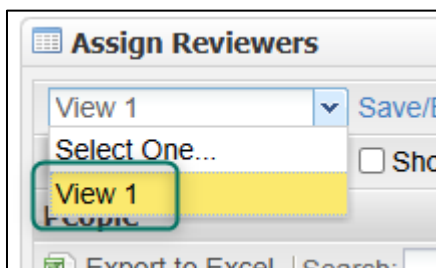 Assign Reviewers
View 1 Save/E
Select One...
Sho
View 1
People
Export to Excel | Search: